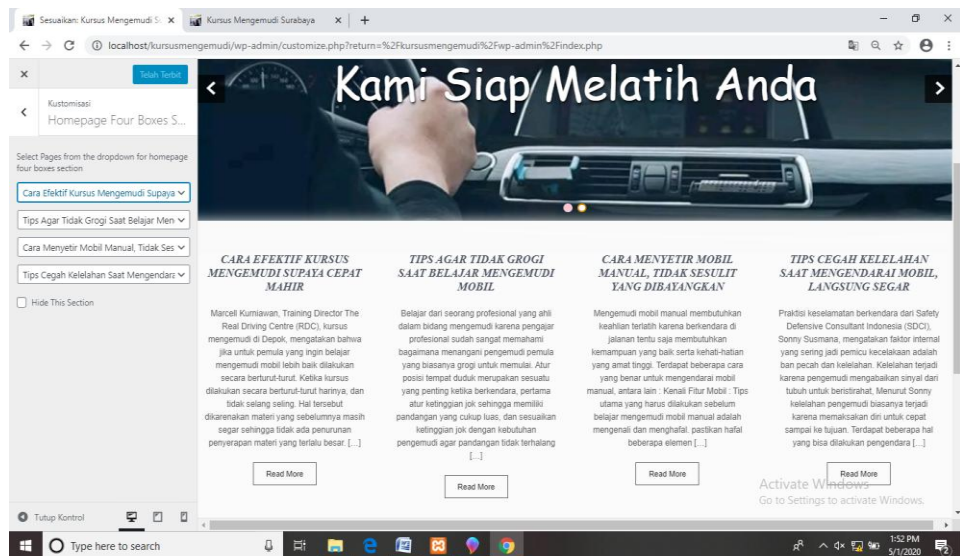 Sesuaikan: Kursus Mengemudi S
Kursus Mengemudi Surabaya
localhost/kursusmengemudi/wp-admin/customize.php?return=%2Fkursusmengemudi%2Fwp-admin%2Findex.php
Telah Terbit
Kustomisasi
Homepage Four Boxes S...
Select Pages from the dropdown for homepage
four boxes section
Cara Efektif Kursus Mengemudi Supaya
Tips Agar Tidak Grogi Saat Belajar Men
Cara Menyetir Mobil Manual, Tidak Ses
Tips Cegah Kelelahan Saat Mengendara
Hide This Section
Tutup Kontrol
Kami Siap Melatih Anda
CARA EFEKTIF KURSUS
MENGEMUDI SUPAYA CEPAT
MAHIR
Marcell Kurniawan, Training Director The
Real Driving Centre (RDC), kursus
mengemudi di Depok, mengatakan bahwa
jika untuk pemula yang ingin belajar
mengemudi mobil lebih baik dilakukan
secara berturut-turut. Ketika kursus
dilakukan secara berturut-turut harinya, dan
tidak selang seling. Hal tersebut
dikarenakan materi yang sebelumnya masih
segar sehingga tidak ada penurunan
penyerapan materi yang terlalu besar. […]
Read More
TIPS AGAR TIDAK GROGI
SAAT BELAJAR MENGEMUDI
MOBIL
Belajar dari seorang profesional yang ahli
dalam bidang mengemudi karena pengajar
profesional sudah sangat memahami
bagaimana menangani pengemudi pemula
yang biasanya grogi untuk memulai. Atur
posisi tempat duduk merupakan sesuatu
yang penting ketika berkendara, pertama
atur ketinggian jok sehingga memiliki
pandangan yang cukup luas, dan sesuaikan
ketinggian jok dengan kebutuhan
pengemudi agar pandangan tidak terhalang
[…]
Read More
CARA MENYETIR MOBIL
MANUAL, TIDAK SESULIT
YANG DIBAYANGKAN
Mengemudi mobil manual membutuhkan
keahlian terlatih karena berkendara di
jalanan tentu saja membutuhkan
kemampuan yang baik serta kehati-hatian
yang amat tinggi. Terdapat beberapa cara
yang benar untuk mengendarai mobil
manual, antara lain : Kenali Fitur Mobil : Tips
utama yang harus dilakukan sebelum
belajar mengemudi mobil manual adalah
mengenali dan menghafal. pastikan hafal
beberapa elemen […]
Read More
TIPS CEGAH KELELAHAN
SAAT MENGENDARAI MOBIL,
LANGSUNG SEGAR
Praktisi keselamatan berkendara dari Safety
Defensive Consultant Indonesia (SDCI),
Sonny Susmana, mengatakan faktor internal
yang sering jadi pemicu kecelakaan adalah
ban pecah dan kelelahan. Kelelahan terjadi
karena pengemudi mengabaikan sinyal dari
tubuh untuk beristirahat, Menurut Sonny
kelelahan pengemudi biasanya terjadi
karena memaksakan diri untuk cepat
sampai ke tujuan. Terdapat beberapa hal
yang bisa dilakukan pengendara […]
Read More
Activate Windows
Go to Settings to activate Windows.
Type here to search
1:52 PM
5/1/2020